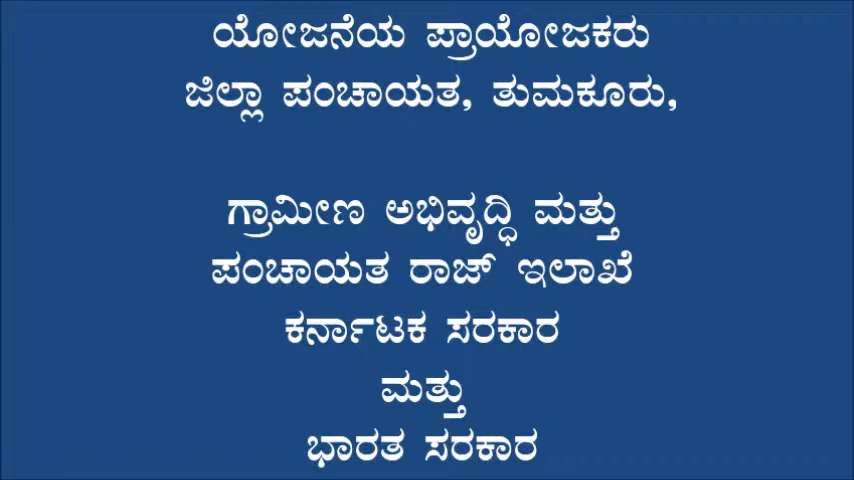 ಯೋಜನೆಯ ಪ್ರಾಯೋಜಕರು
ಜಿಲ್ಲಾ ಪಂಚಾಯತ, ತುಮಕೂರು,
ಗ್ರಾಮೀಣ ಅಭಿವೃದ್ಧಿ ಮತ್ತು
ಪಂಚಾಯತ ರಾಜ್ ಇಲಾಖೆ
ಕರ್ನಾಟಕ ಸರಕಾರ
ಮತ್ತು
ಭಾರತ ಸರಕಾರ